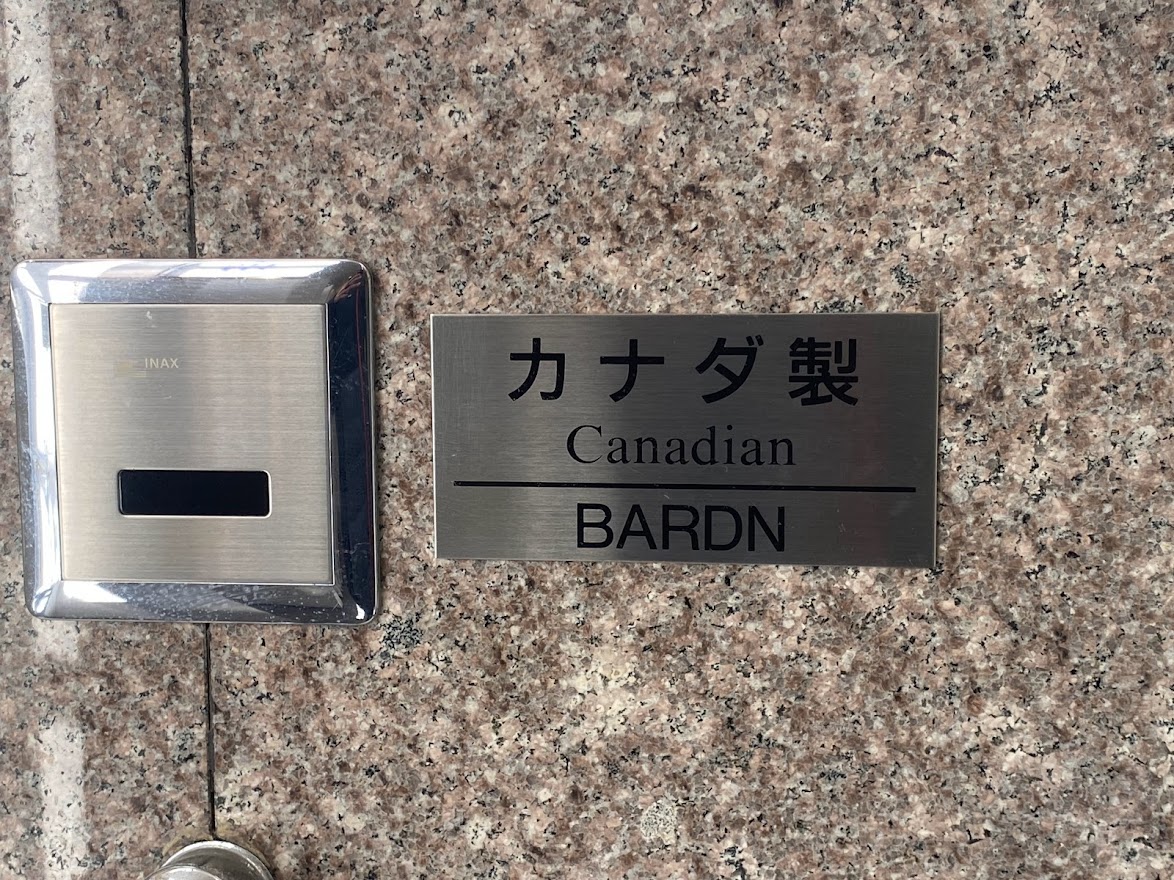 INAX
カナダ製
Canadian
BARDN